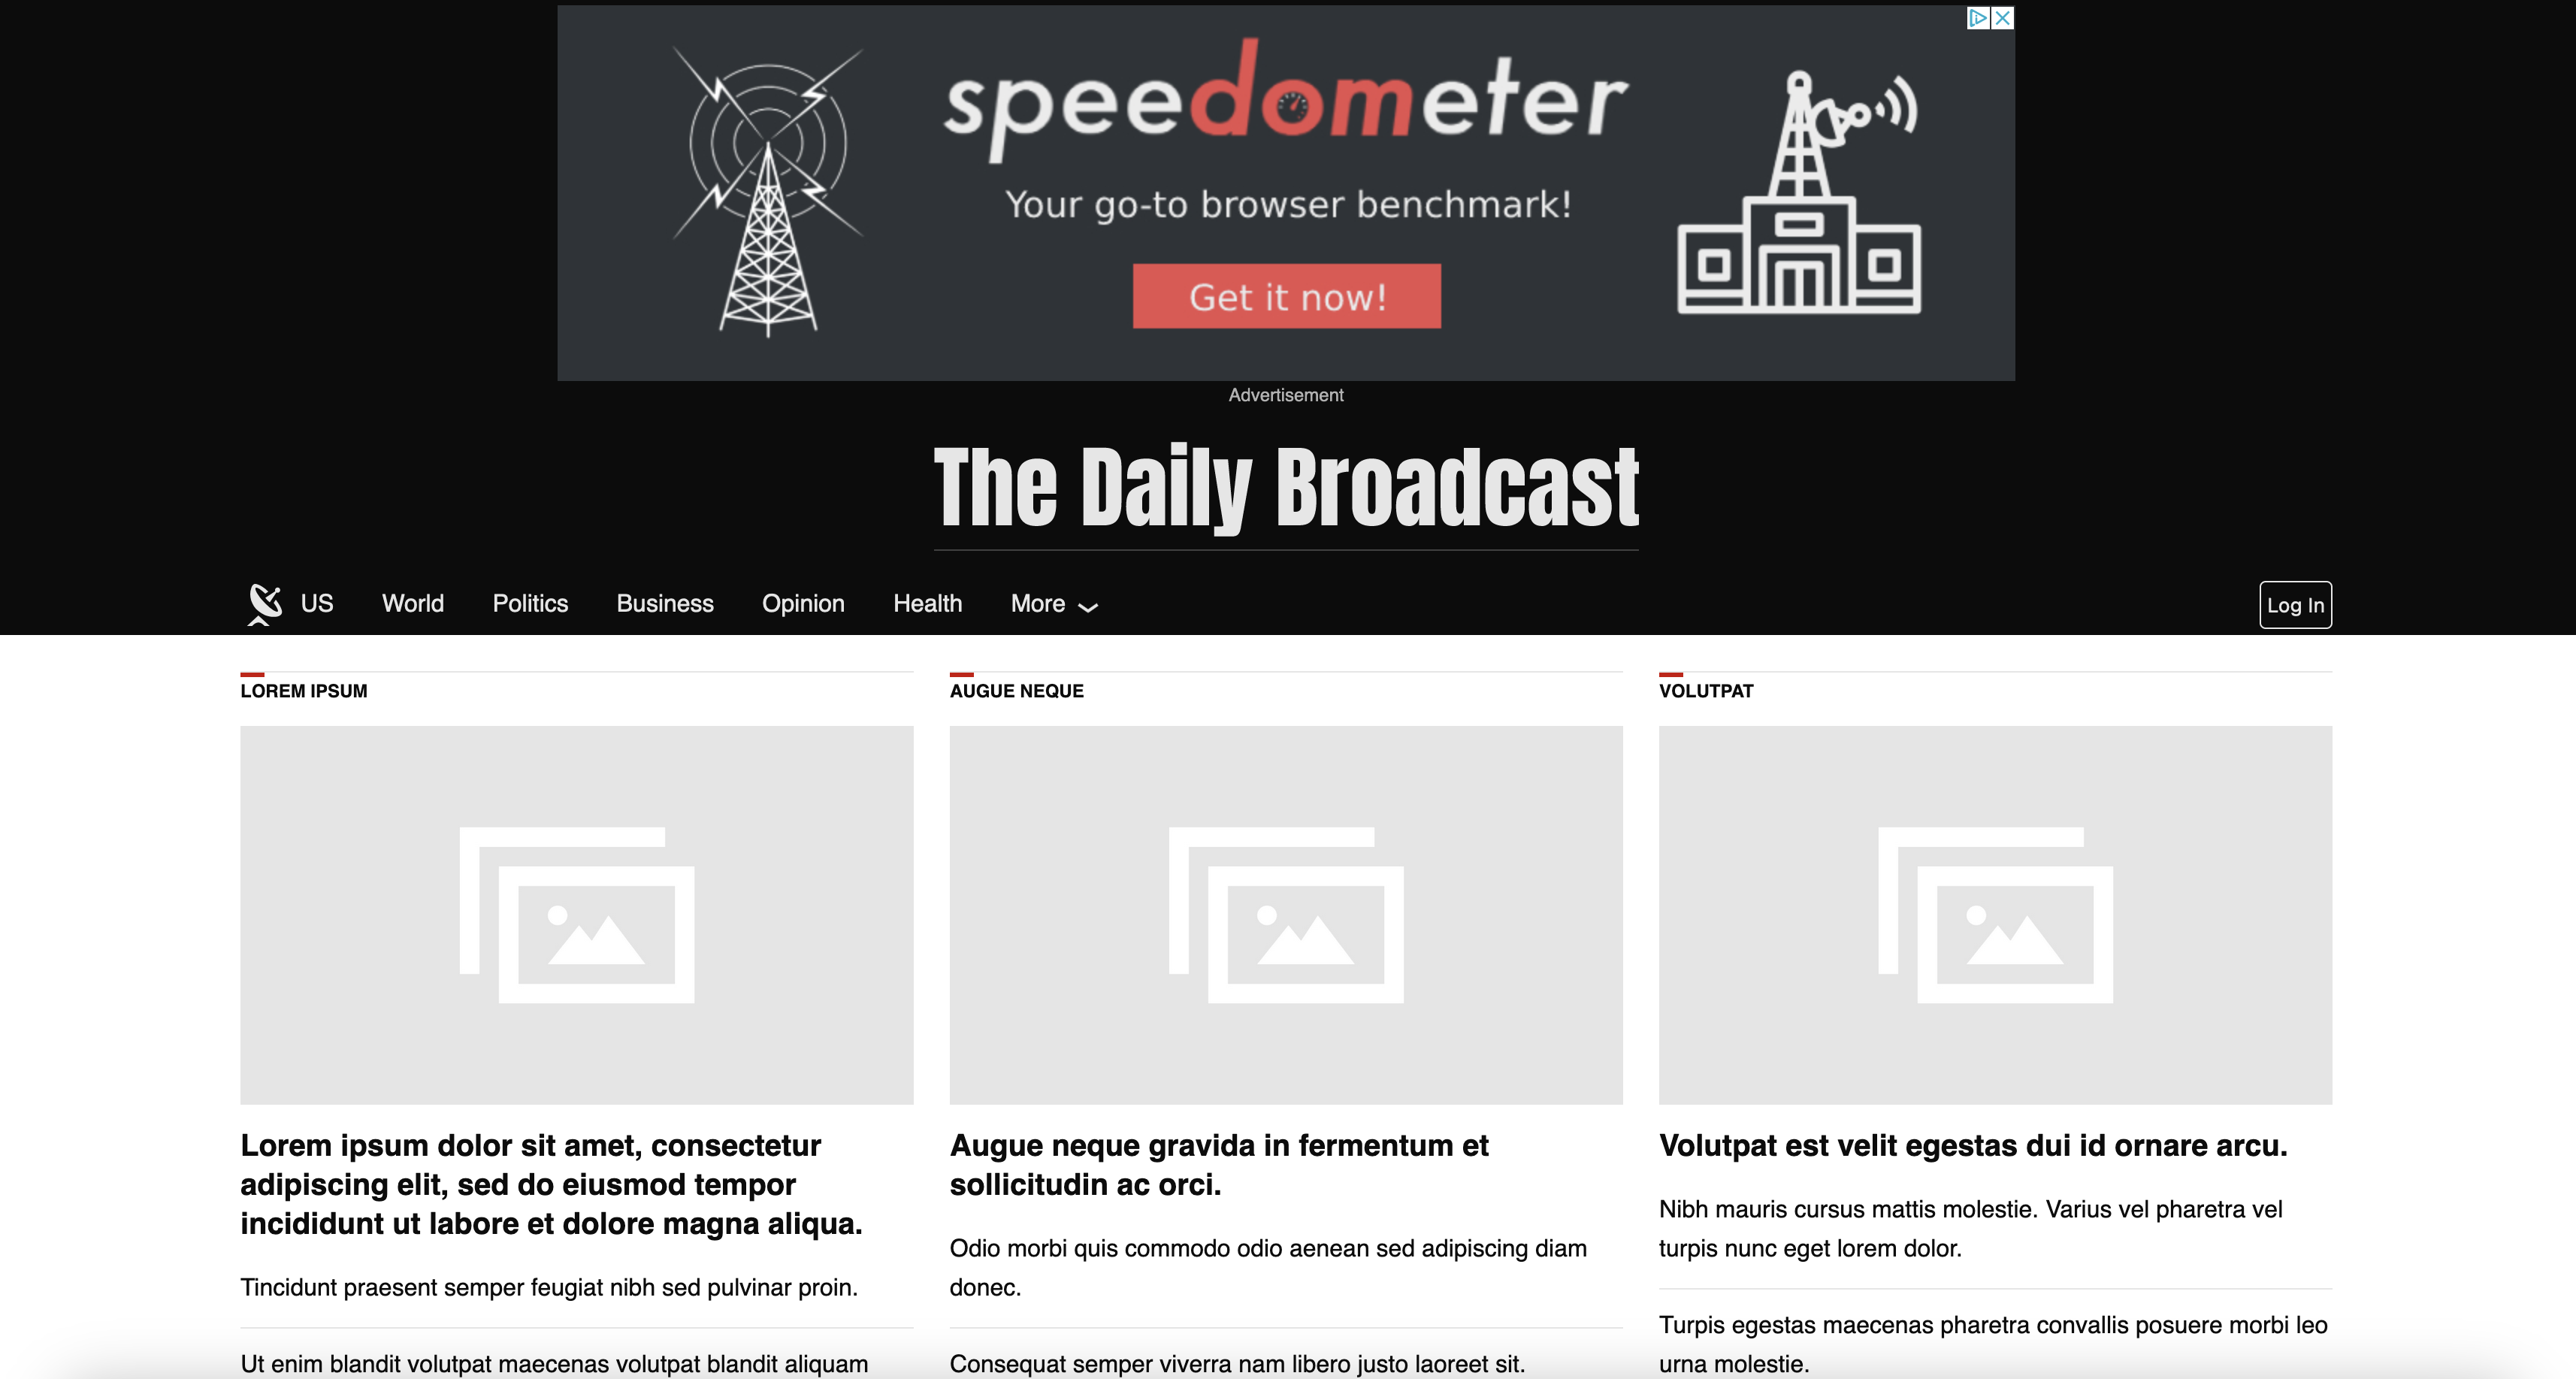 speedometer
Your go-to browser benchmark!
Get it now!
Advertisement
The Daily Broadcast
US World Politics Business Opinion Health More Log In
LOREM IPSUM
Lorem ipsum dolor sit amet, consectetur
adipiscing elit, sed do eiusmod tempor
incididunt ut labore et dolore magna aliqua.
Tincidunt praesent semper feugiat nibh sed pulvinar proin.
Ut enim blandit volutpat maecenas volutpat blandit aliquam
AUGUE NEQUE
Augue neque gravida in fermentum et
sollicitudin ac orci.
Odio morbi quis commodo odio aenean sed adipiscing diam
donec.
Consequat semper viverra nam libero justo laoreet sit.
VOLUTPAT
Volutpat est velit egestas dui id ornare arcu.
Nibh mauris cursus mattis molestie. Varius vel pharetra vel
turpis nunc eget lorem dolor.
Turpis egestas maecenas pharetra convallis posuere morbi leo
urna molestie.